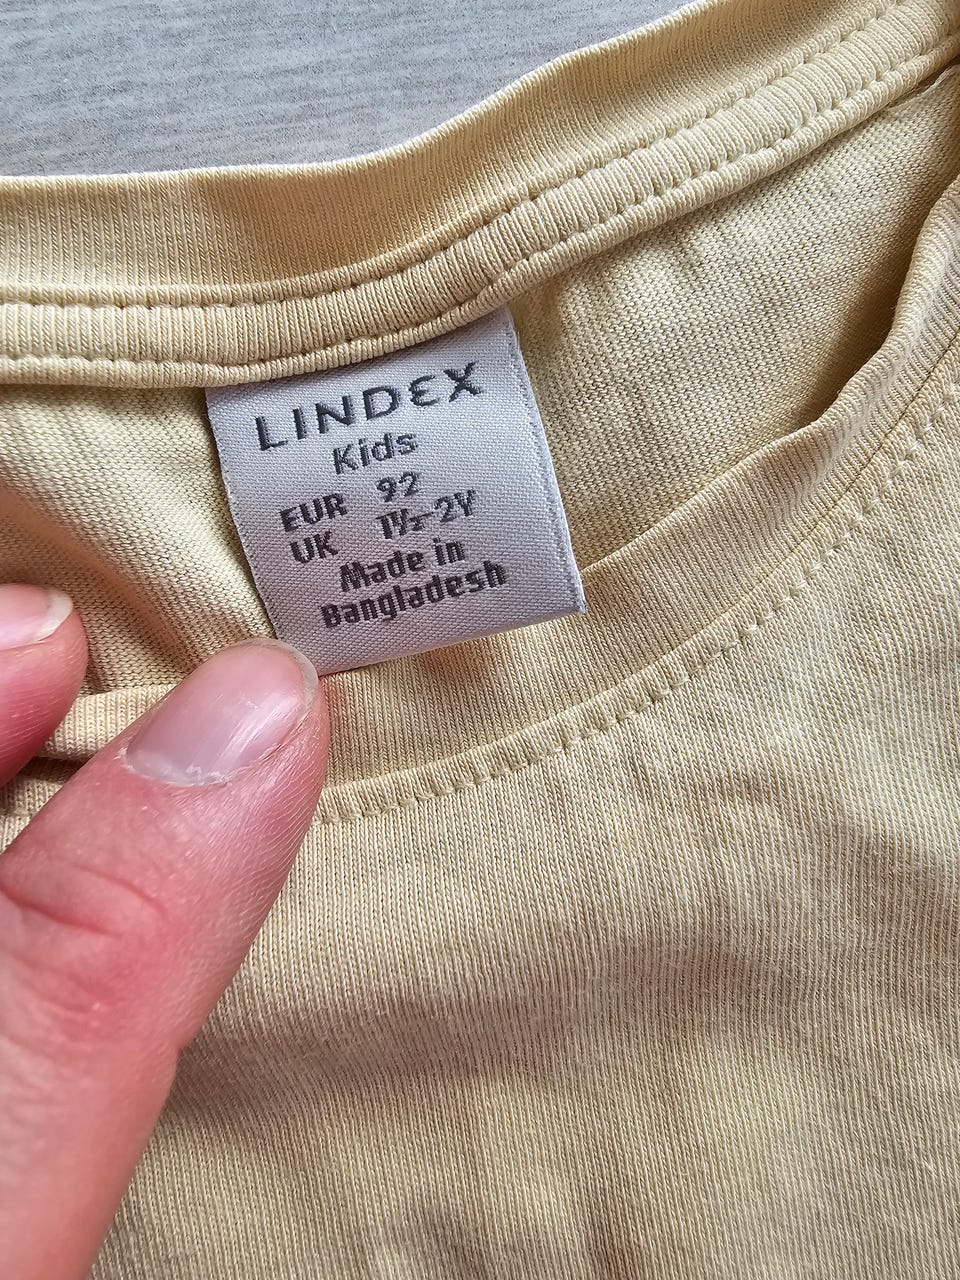 LINDEX
Kids
EUR 92
UK 1½-2Y
Made in
Bangladesh